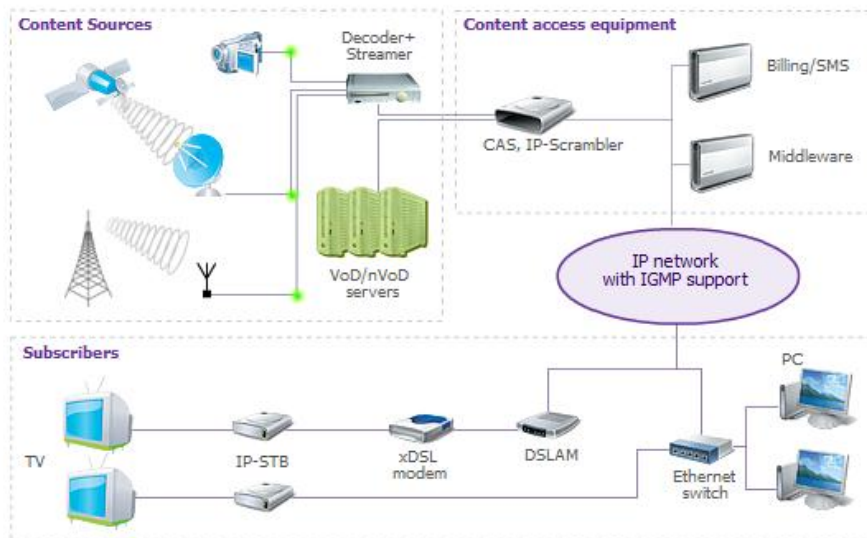 Content Sources
Decoder+
Streamer
VoD/nVoD
servers
Content access equipment
Billing/SMS
CAS, IP-Scrambler
Middleware
IP network
with IGMP support
Subscribers
PC
TV
IP-STB
xDSL
modem
DSLAM
Ethernet
switch